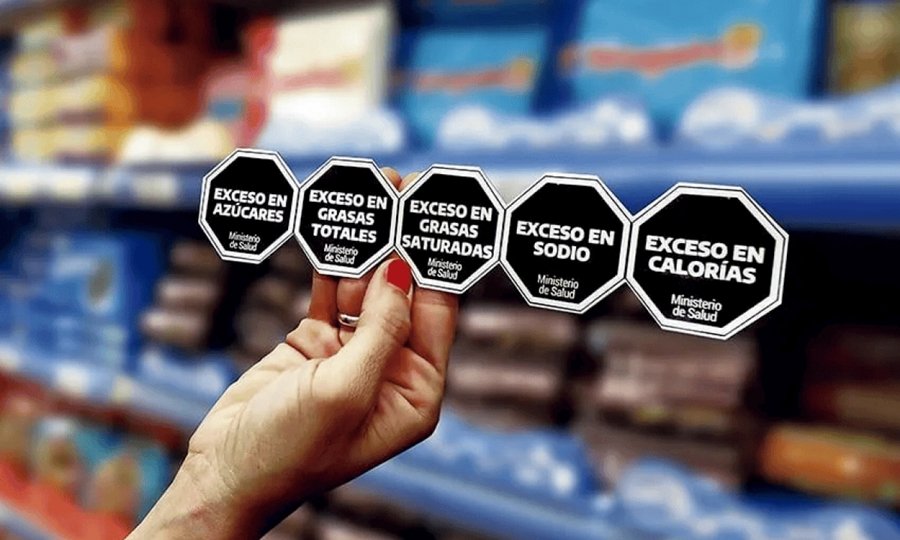 EXCESO EN
AZÚCARES
Ministerio
de Salud
EXCESO EN
GRASAS
TOTALES
Ministerio
de Salud
EXCESO EN
GRASAS
SATURADAS
Ministerio
de Salud
EXCESO EN
SODIO
Ministerio
de Salud
EXCESO EN
CALORÍAS
Ministerio
de Salud